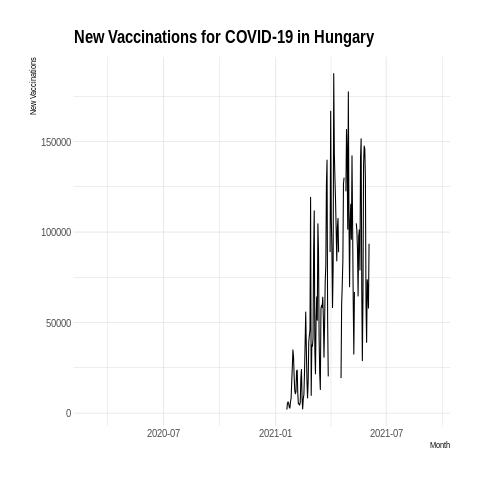 New Vaccinations for COVID-19 in Hungary
New Vaccinations
150000
100000
50000
0
2020-07
2021-01
2021-07
Month